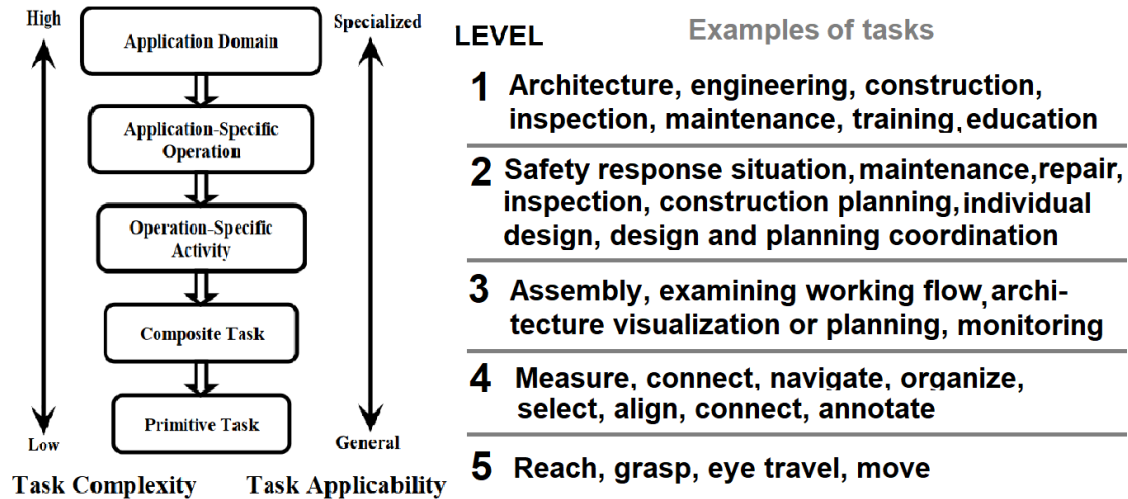 High
Application Domain
Application-Specific
Operation
Operation-Specific
Activity
Composite Task
Primitive Task
Low
Task Complexity
Specialized
General
Task Applicability
LEVEL
Examples of tasks
1 Architecture, engineering, construction,
inspection, maintenance, training, education
2 Safety response situation, maintenance, repair,
inspection, construction planning, individual
design, design and planning coordination
3 Assembly, examining working flow, archi-
tecture visualization or planning, monitoring
4 Measure, connect, navigate, organize,
select, align, connect, annotate
5 Reach, grasp, eye travel, move